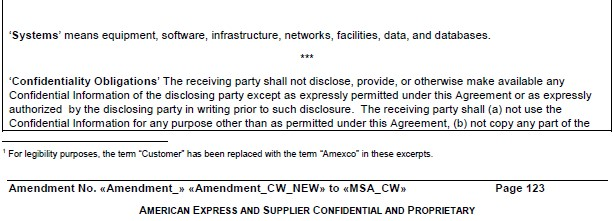 ‘Systems’ means equipment, software, infrastructure, networks, facilities, data, and databases.
***
‘Confidentiality Obligations’ The receiving party shall not disclose, provide, or otherwise make available any
Confidential Information of the disclosing party except as expressly permitted under this Agreement or as expressly
authorized by the disclosing party in writing prior to such disclosure. The receiving party shall (a) not use the
Confidential Information for any purpose other than as permitted under this Agreement, (b) not copy any part of the
1 For legibility purposes, the term “Customer” has been replaced with the term “Amexco” in these excerpts.
Amendment No. «Amendment_» «Amendment_CW_NEW» to «MSA_CW» Page 123
AMERICAN EXPRESS AND SUPPLIER CONFIDENTIAL AND PROPRIETARY